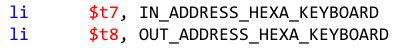 li $t7, IN_ADDRESS_HEXA_KEYBOARD
li $t8, OUT_ADDRESS_HEXA_KEYBOARD